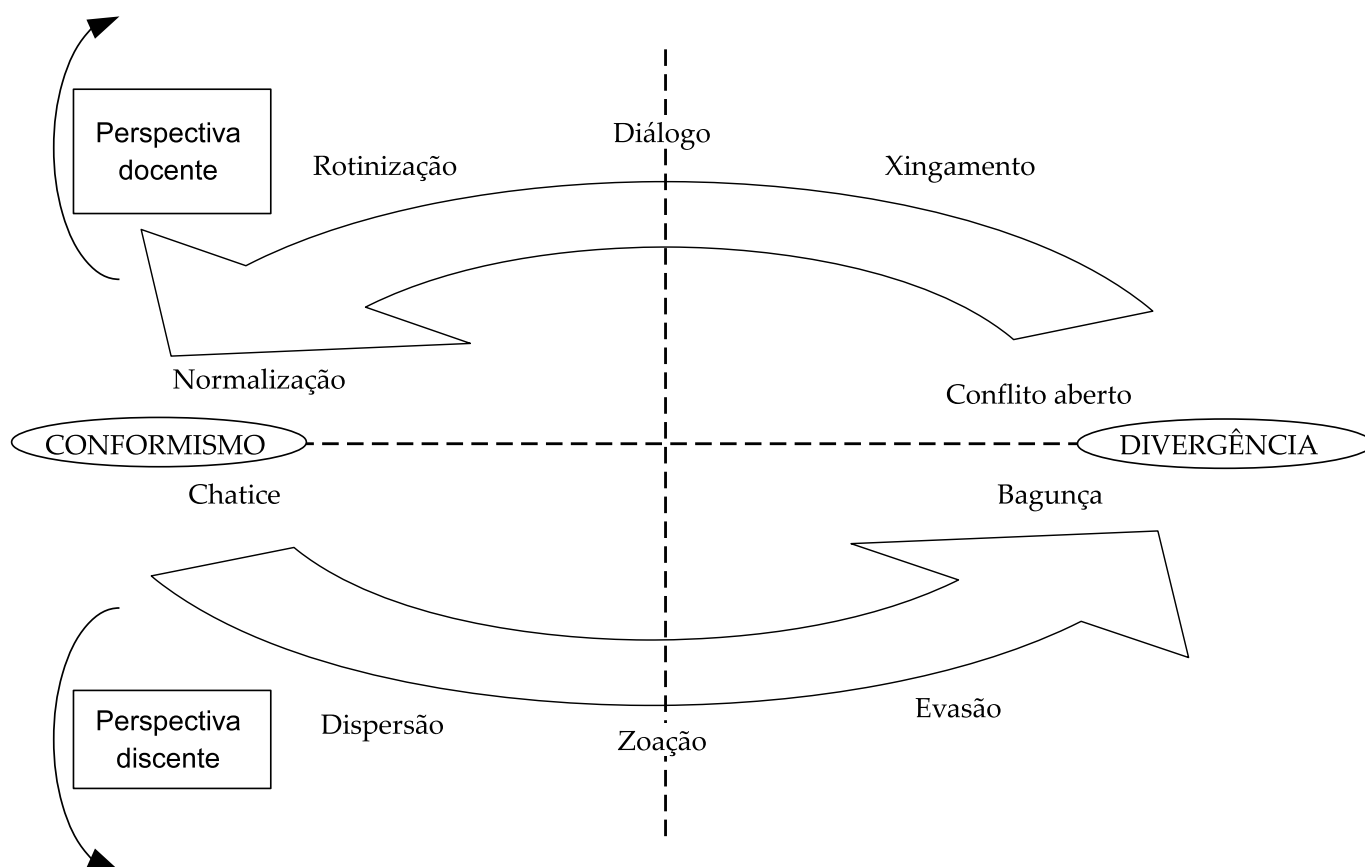 Perspectiva
docente
Diálogo
Rotinização
Xingamento
Normalização
Conflito aberto
CONFORMISMO
DIVERGÊNCIA
Chatice
Bagunça
Perspectiva
discente
Dispersão
Zoação
Evasão